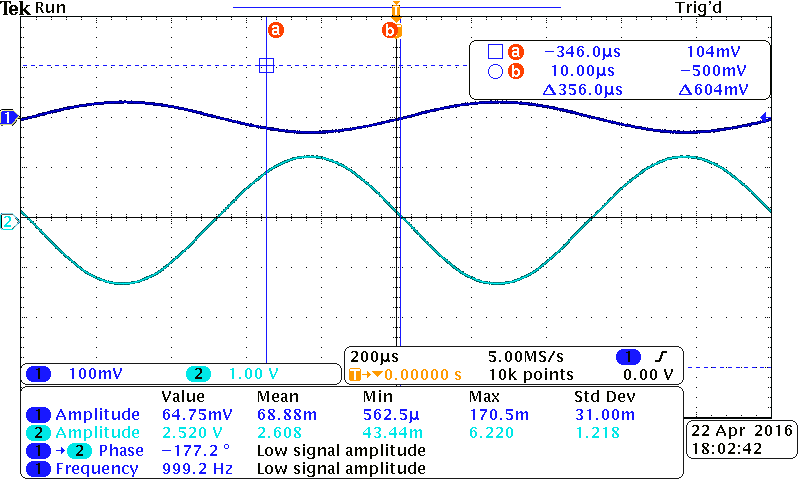 Tek Run Trig'd
T
a b T
a −346.0µs 104mV
b 10.00µs −500mV
Δ356.0µs Δ604mV
1
2
1 100mV 2 1.00 V
200µs 5.00MS/s 1
T→▼0.00000 s 10k points 0.00 V
Value Mean Min Max Std Dev
1 Amplitude 64.75mV 68.88m 562.5µ 170.5m 31.00m
2 Amplitude 2.520 V 2.608 43.44m 6.220 1.218
1 → 2 Phase −177.2 ° Low signal amplitude
1 Frequency 999.2 Hz Low signal amplitude
22 Apr 2016
18:02:42